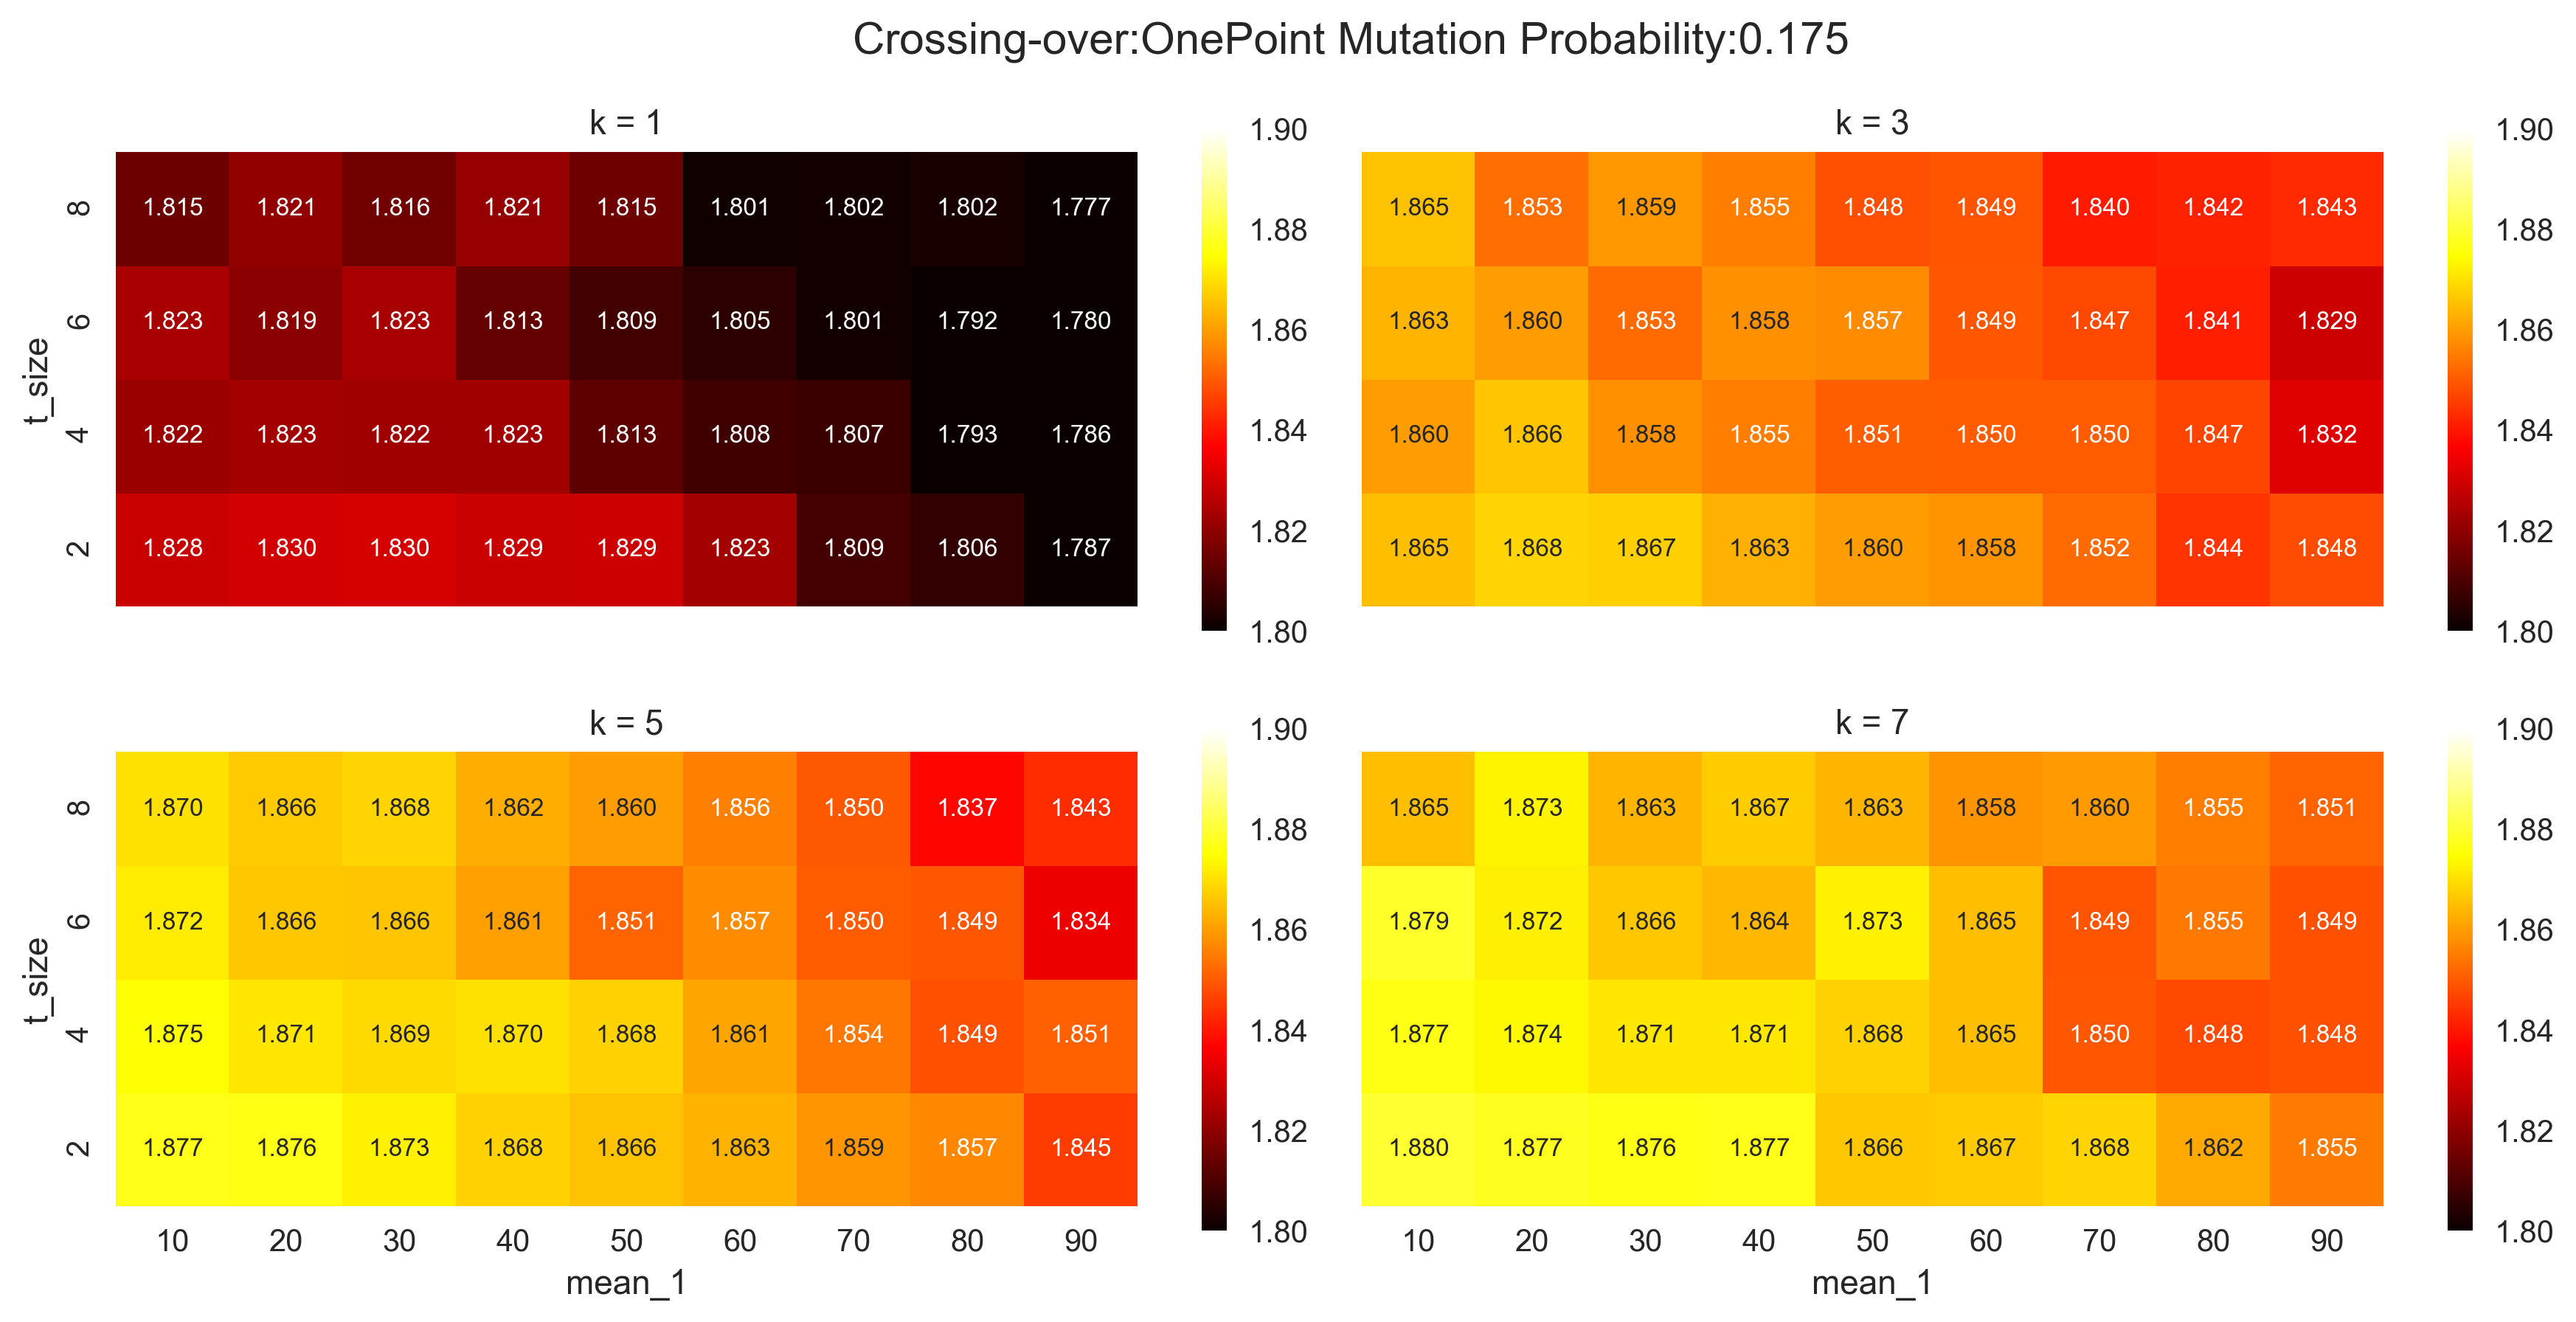 Crossing-over:OnePoint Mutation Probability:0.175
k = 1
t_size
8 1.815 1.821 1.816 1.821 1.815 1.801 1.802 1.802 1.777
6 1.823 1.819 1.823 1.813 1.809 1.805 1.801 1.792 1.780
4 1.822 1.823 1.822 1.823 1.813 1.808 1.807 1.793 1.786
2 1.828 1.830 1.830 1.829 1.829 1.823 1.809 1.806 1.787
1.90
1.88
1.86
1.84
1.82
1.80
k = 3
1.865 1.853 1.859 1.855 1.848 1.849 1.840 1.842 1.843
1.863 1.860 1.853 1.858 1.857 1.849 1.847 1.841 1.829
1.860 1.866 1.858 1.855 1.851 1.850 1.850 1.847 1.832
1.865 1.868 1.867 1.863 1.860 1.858 1.852 1.844 1.848
1.90
1.88
1.86
1.84
1.82
1.80
k = 5
t_size
8 1.870 1.866 1.868 1.862 1.860 1.856 1.850 1.837 1.843
6 1.872 1.866 1.866 1.861 1.851 1.857 1.850 1.849 1.834
4 1.875 1.871 1.869 1.870 1.868 1.861 1.854 1.849 1.851
2 1.877 1.876 1.873 1.868 1.866 1.863 1.859 1.857 1.845
10 20 30 40 50 60 70 80 90
mean_1
1.90
1.88
1.86
1.84
1.82
1.80
k = 7
1.865 1.873 1.863 1.867 1.863 1.858 1.860 1.855 1.851
1.879 1.872 1.866 1.864 1.873 1.865 1.849 1.855 1.849
1.877 1.874 1.871 1.871 1.868 1.865 1.850 1.848 1.848
1.880 1.877 1.876 1.877 1.866 1.867 1.868 1.862 1.855
10 20 30 40 50 60 70 80 90
mean_1
1.90
1.88
1.86
1.84
1.82
1.80